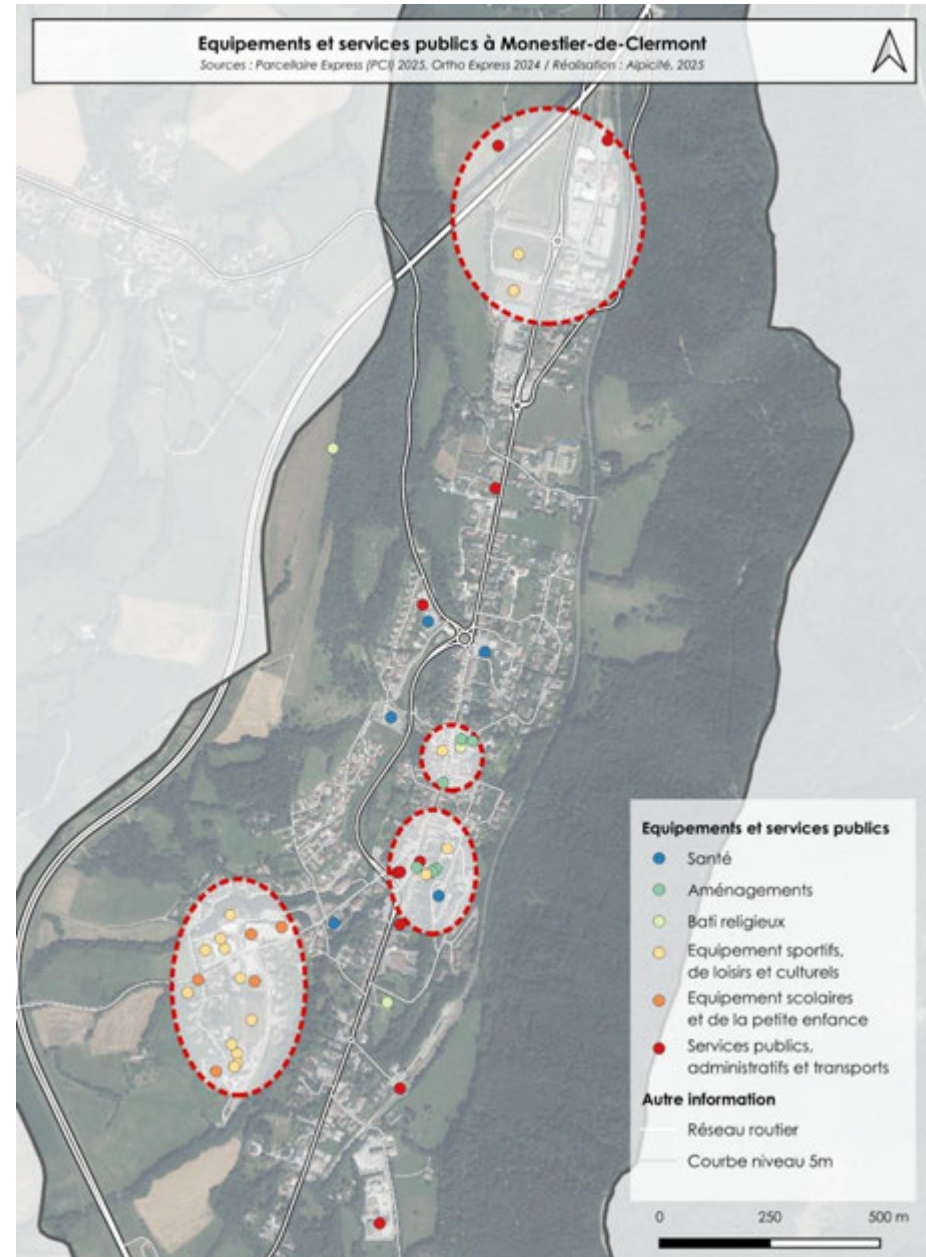 Equipements et services publics à Monestier-de-Clermont
Sources : Parcellaire Express (PCI) 2025, Ortho Express 2024 / Réalisation : Alpicité, 2025
Equipements et services publics
Santé
Aménagements
Bati religieux
Equipement sportifs,
de loisirs et culturels
Equipement scolaires
et de la petite enfance
Services publics,
administratifs et transports
Autre information
Réseau routier
Courbe niveau 5m
0 250 500 m